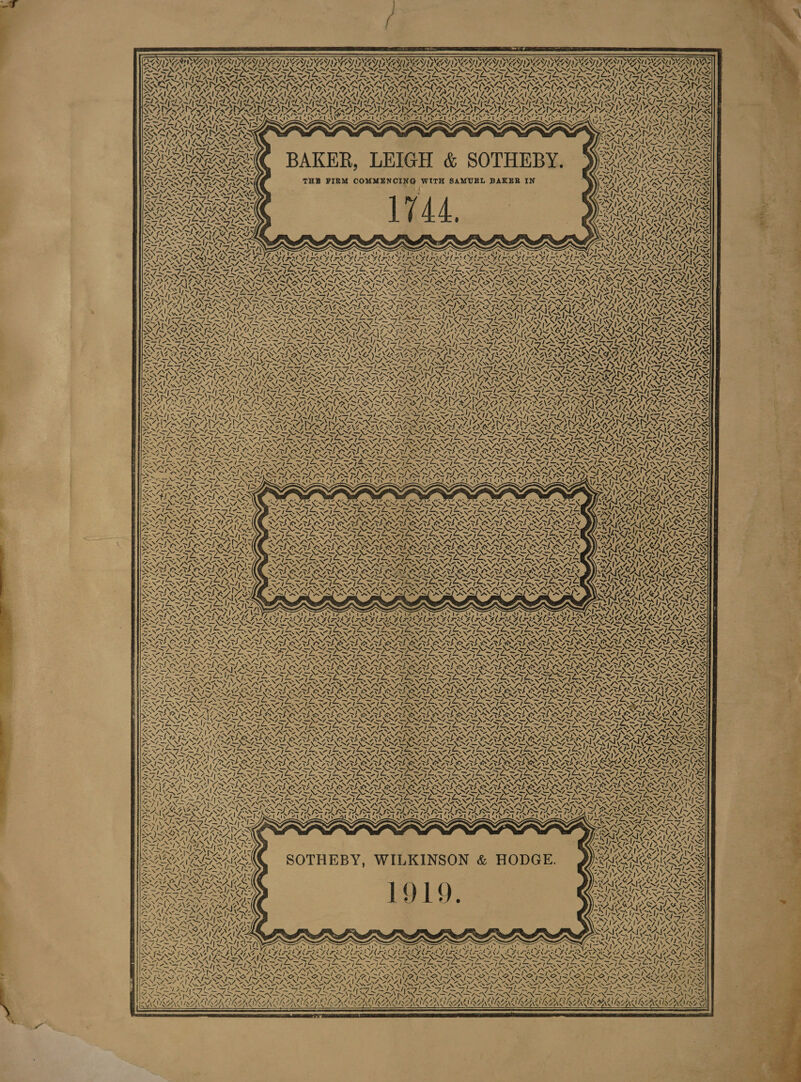 BAKER, LEIGH & SOTHEBY.
THE FIRM COMMENCING WITH SAMUEL BAKER IN
1744.
SOTHEBY, WILKINSON & HODGE.
1919.